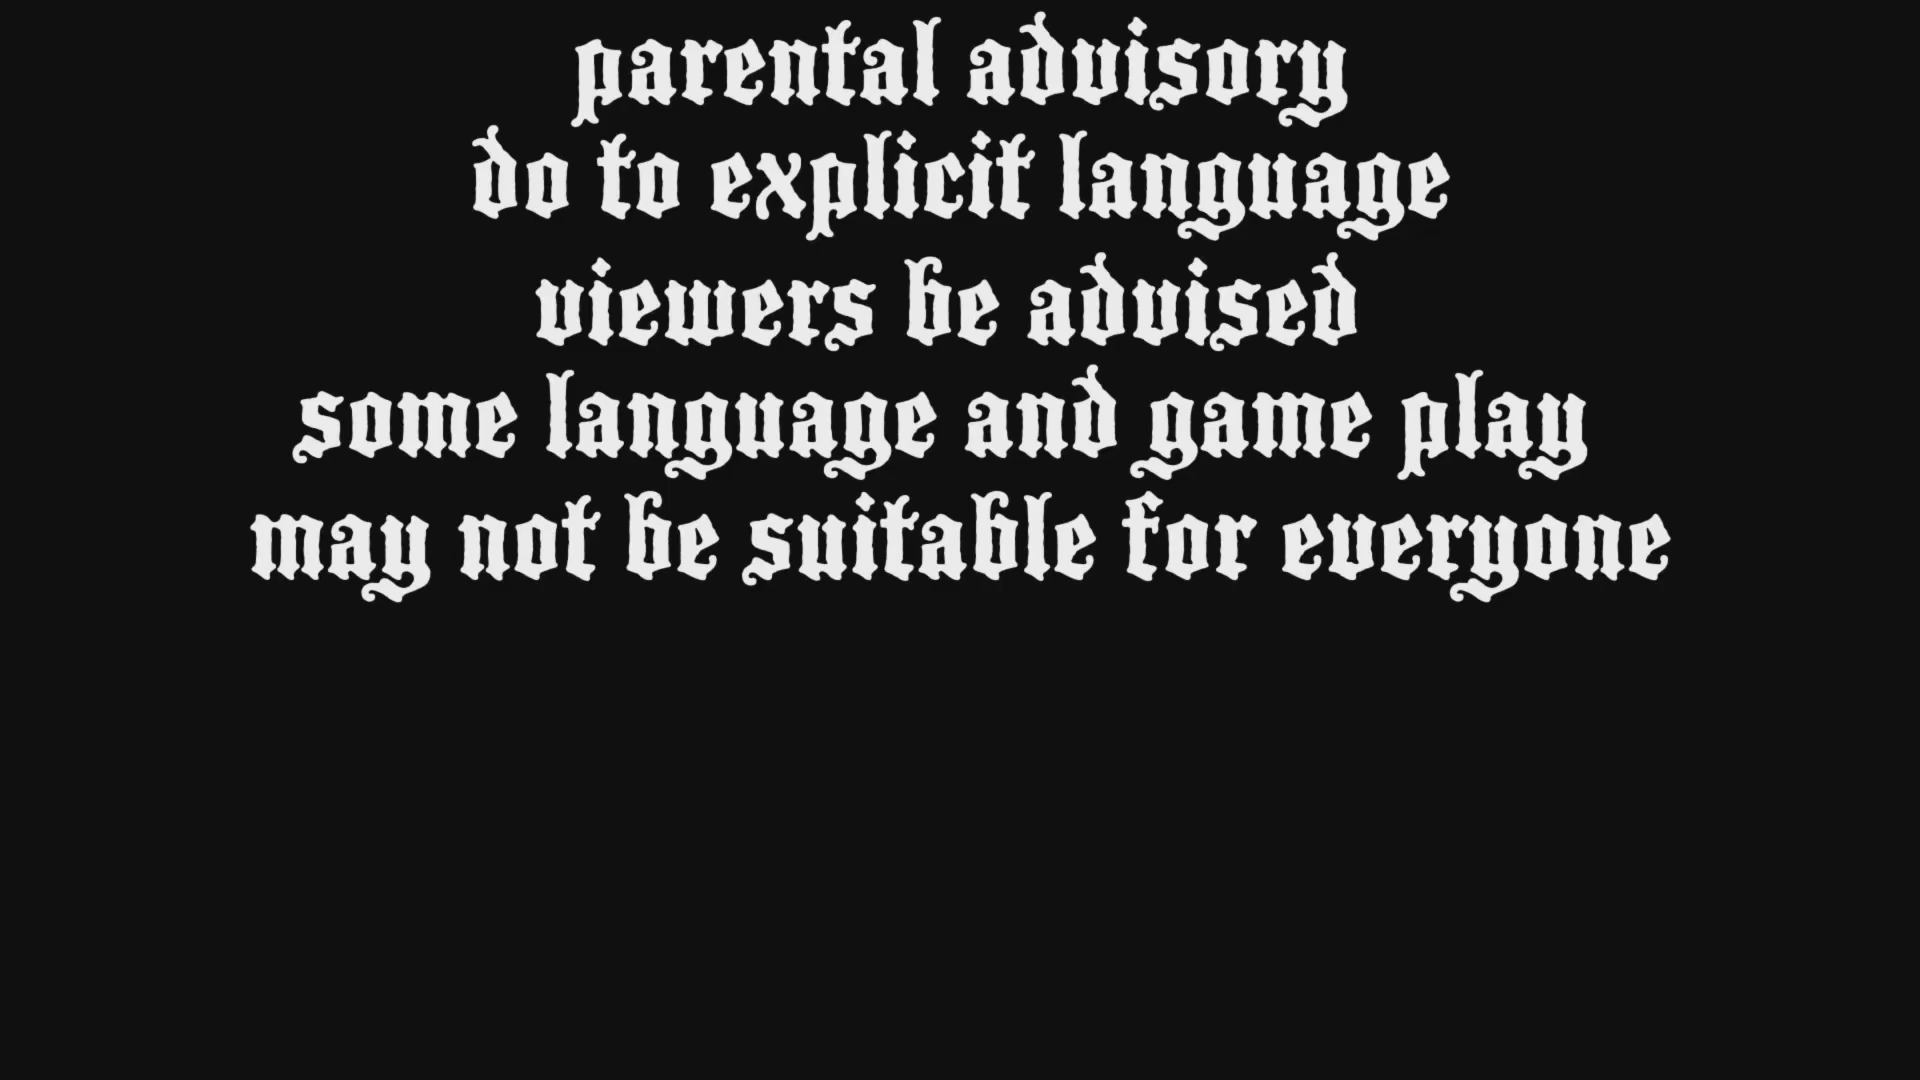 parental advisory
do to explicit language
viewers be advised
some language and game play
may not be suitable for everyone